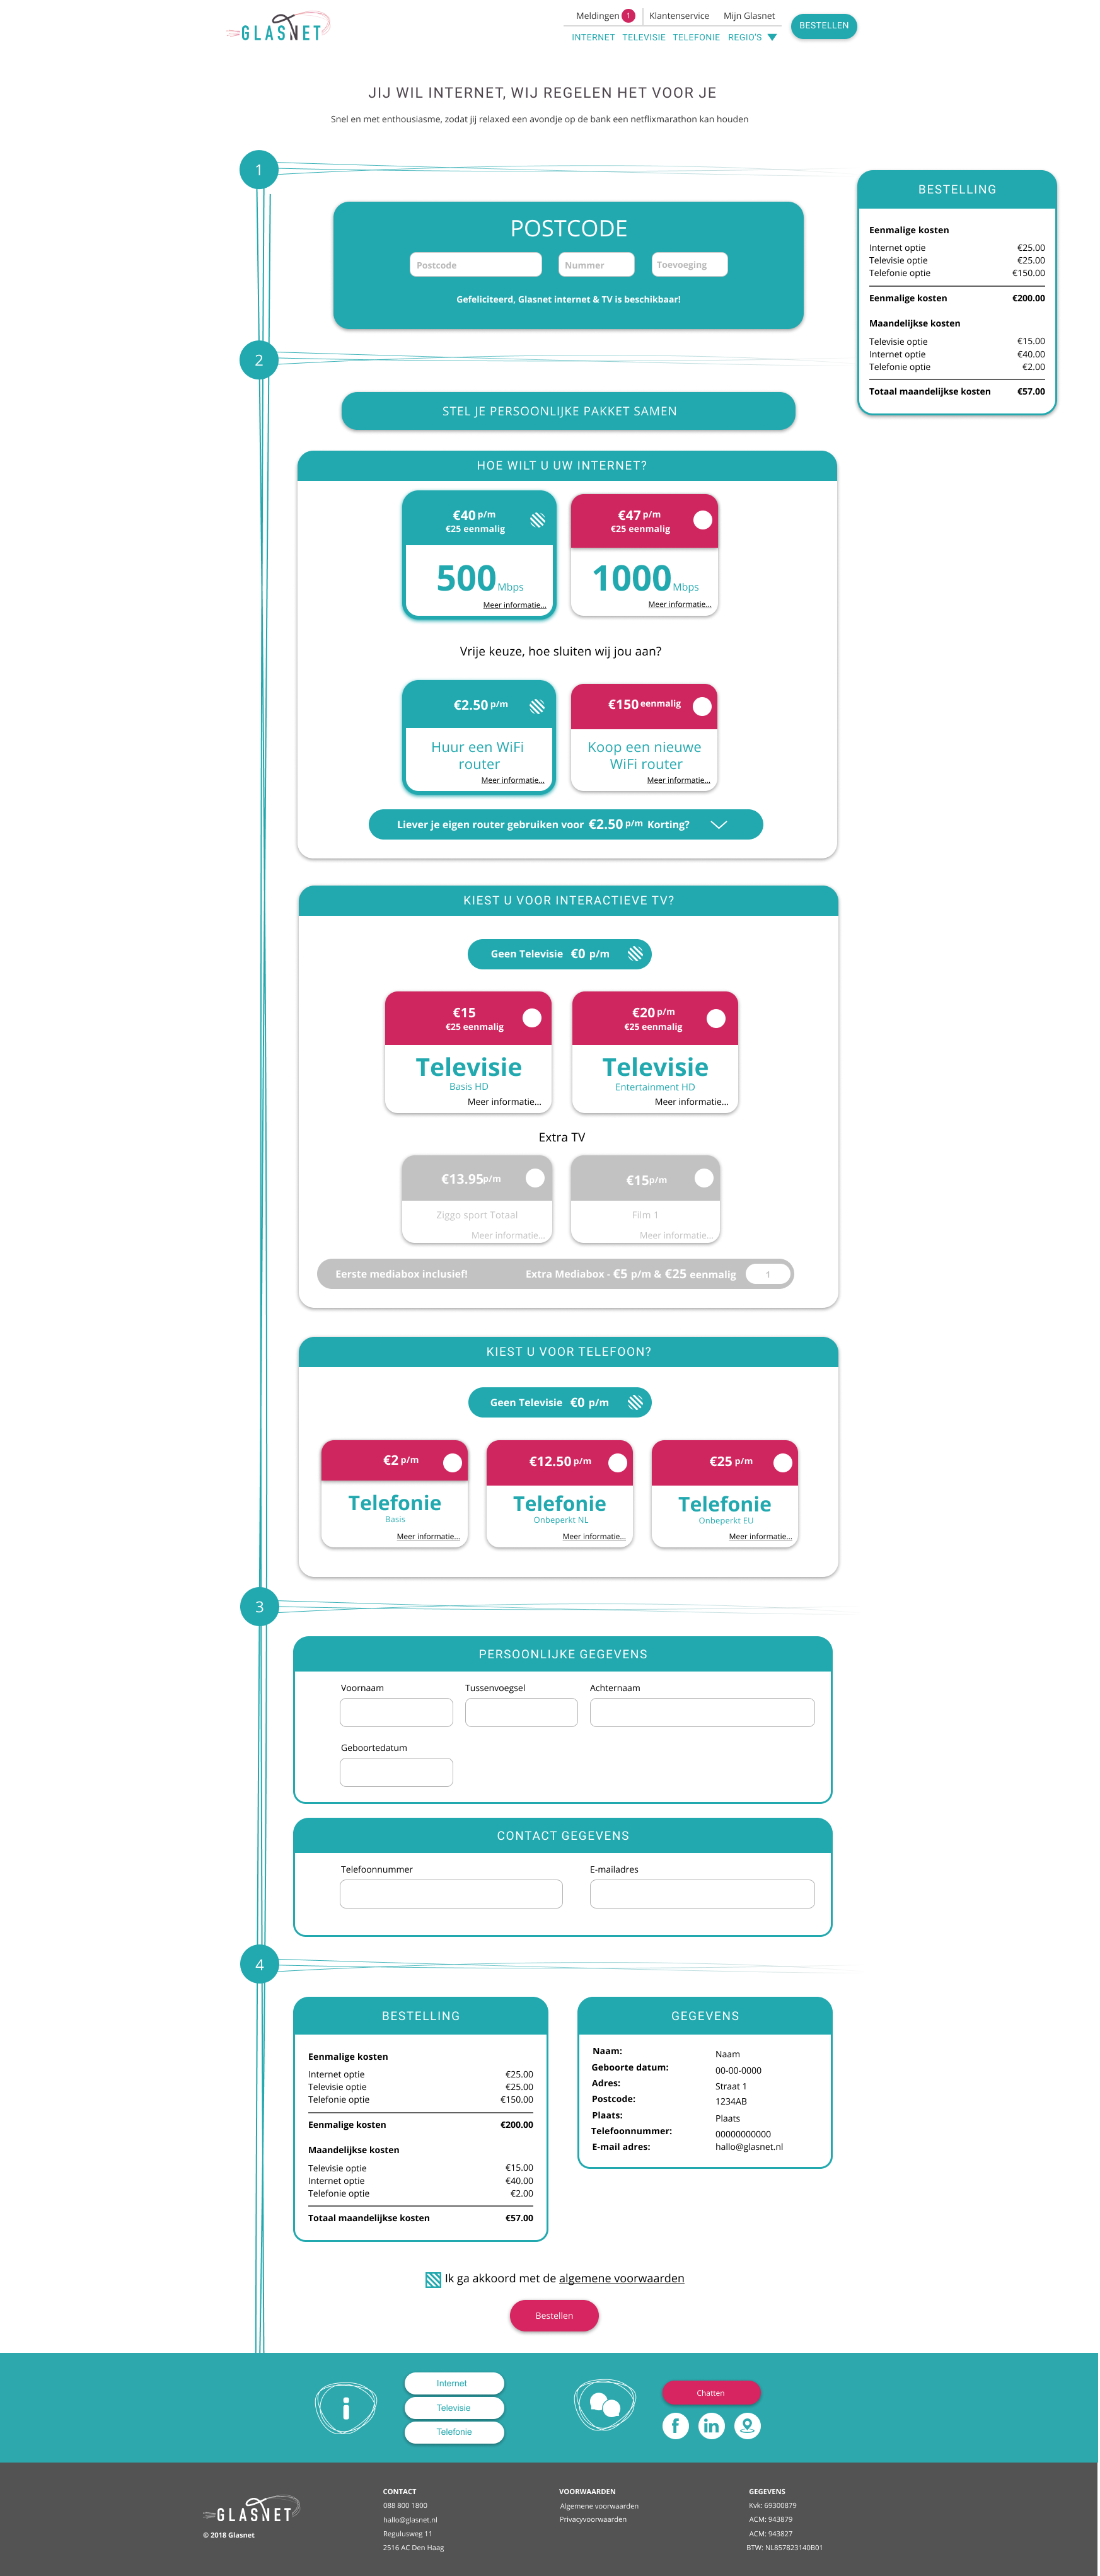 GLASNET
Meldingen 1 Klantenservice Mijn Glasnet
INTERNET TELEVISIE TELEFONIE REGIO'S
BESTELLEN
JIJ WIL INTERNET, WIJ REGELEN HET VOOR JE
Snel en met enthousiasme, zodat jij relaxed een avondje op de bank een netflixmarathon kan houden
1
POSTCODE
Postcode Nummer Toevoeging
Gefeliciteerd, Glasnet internet & TV is beschikbaar!
BESTELLING
Eenmalige kosten
Internet optie €25.00
Televisie optie €25.00
Telefonie optie €150.00
Eenmalige kosten €200.00
Maandelijkse kosten
Televisie optie €15.00
Internet optie €40.00
Telefonie optie €2.00
Totaal maandelijkse kosten €57.00
2
STEL JE PERSOONLIJKE PAKKET SAMEN
HOE WILT U UW INTERNET?
€40 p/m
€25 eenmalig
500 Mbps
Meer informatie...
€47 p/m
€25 eenmalig
1000 Mbps
Meer informatie...
Vrije keuze, hoe sluiten wij jou aan?
€2.50 p/m
Huur een WiFi
router
Meer informatie...
€150 eenmalig
Koop een nieuwe
WiFi router
Meer informatie...
Liever je eigen router gebruiken voor €2.50 p/m Korting?
KIEST U VOOR INTERACTIEVE TV?
Geen Televisie €0 p/m
€15
€25 eenmalig
Televisie
Basis HD
Meer informatie...
€20 p/m
€25 eenmalig
Televisie
Entertainment HD
Meer informatie...
Extra TV
€13.95p/m
Ziggo sport Totaal
Meer informatie...
€15p/m
Film 1
Meer informatie...
Eerste mediabox inclusief! Extra Mediabox - €5 p/m & €25 eenmalig 1
KIEST U VOOR TELEFOON?
Geen Televisie €0 p/m
€2 p/m
Telefonie
Basis
Meer informatie...
€12.50 p/m
Telefonie
Onbeperkt NL
Meer informatie...
€25 p/m
Telefonie
Onbeperkt EU
Meer informatie...
3
PERSOONLIJKE GEGEVENS
Voornaam Tussenvoegsel Achternaam
Geboortedatum
CONTACT GEGEVENS
Telefoonnummer E-mailadres
4
BESTELLING
Eenmalige kosten
Internet optie €25.00
Televisie optie €25.00
Telefonie optie €150.00
Eenmalige kosten €200.00
Maandelijkse kosten
Televisie optie €15.00
Internet optie €40.00
Telefonie optie €2.00
Totaal maandelijkse kosten €57.00
GEGEVENS
Naam: Naam
Geboorte datum: 00-00-0000
Adres: Straat 1
Postcode: 1234AB
Plaats: Plaats
Telefoonnummer: 00000000000
E-mail adres: hallo@glasnet.nl
Ik ga akkoord met de algemene voorwaarden
Bestellen
Internet
Televisie
Telefonie
Chatten
GLASNET
© 2018 Glasnet
CONTACT
088 800 1800
hallo@glasnet.nl
Regulusweg 11
2516 AC Den Haag
VOORWAARDEN
Algemene voorwaarden
Privacyvoorwaarden
GEGEVENS
Kvk: 69300879
ACM: 943879
ACM: 943827
BTW: NL857823140B01